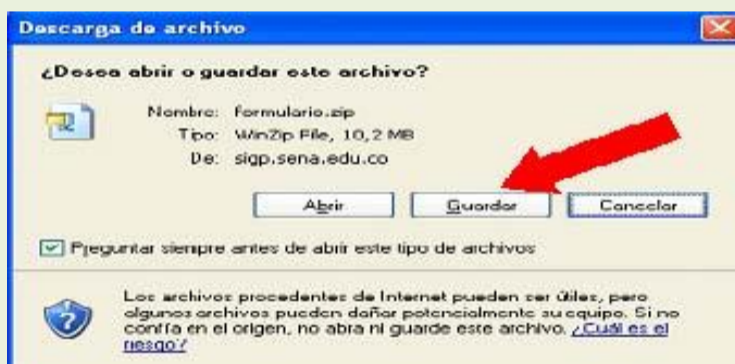 Descarga de archivo
¿Desea abrir o guardar este archivo?
Nombre: formulario.zip
Tipo: WinZip File, 10,2 MB
De: sigp.sena.edu.co
Abrir Guardar Cancelar
Preguntar siempre antes de abrir este tipo de archivos
Los archivos procedentes de Internet pueden ser útiles, pero
algunos archivos pueden dañar potencialmente su equipo. Si no
confía en el origen, no abra ni guarde este archivo. ¿Cuál es el
riesgo?